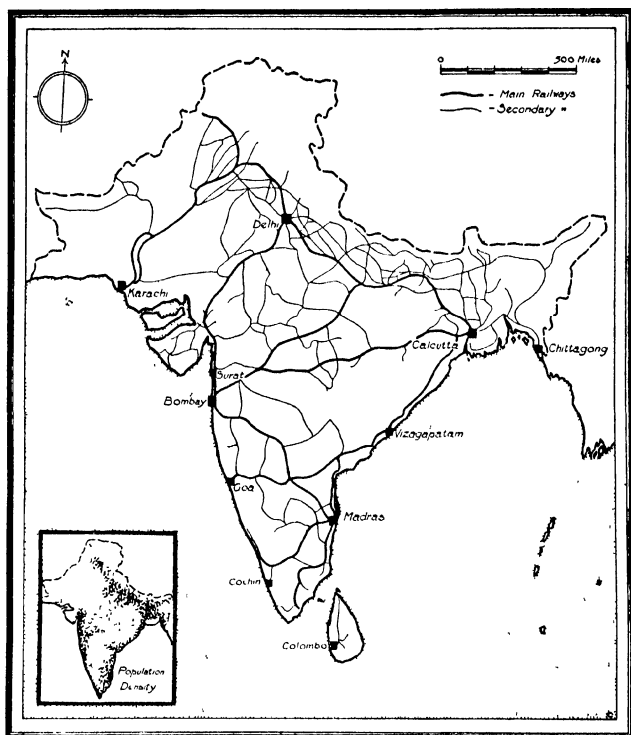 N
0 500 Miles
- Main Railways
- Secondary "
Delhi
Karachi
Calcutta
Chittagong
Surat
Bombay
Vizagapatam
Goa
Madras
Cochin
Colombo
Population
Density